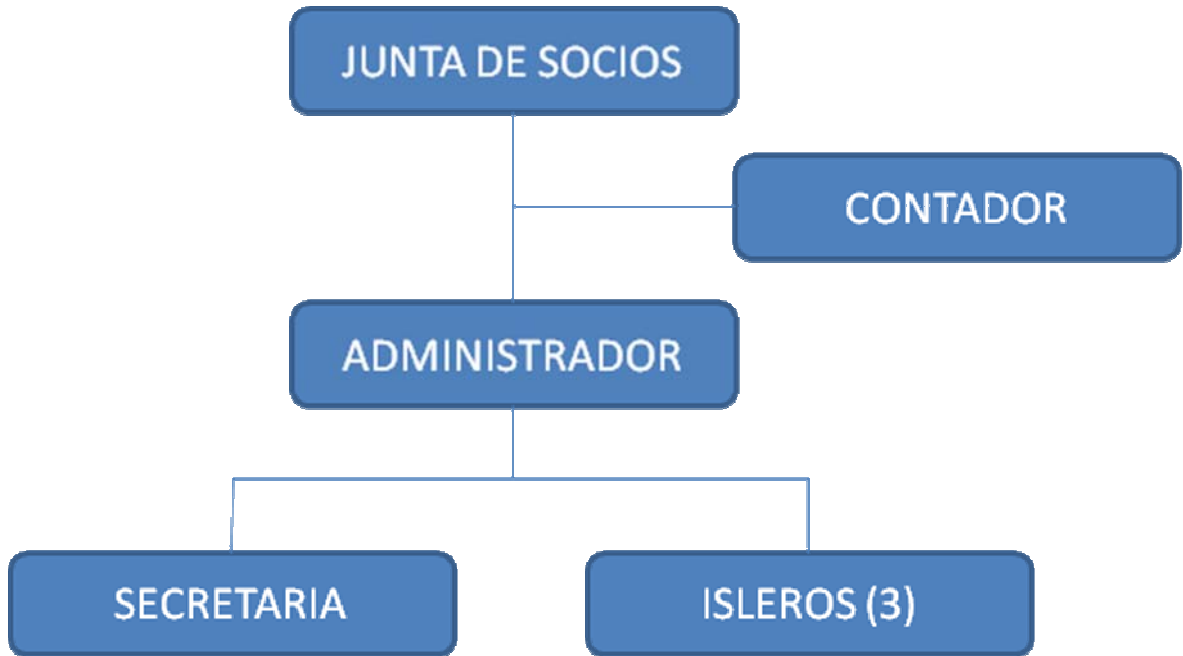 JUNTA DE SOCIOS
CONTADOR
ADMINISTRADOR
SECRETARIA
ISLEROS (3)